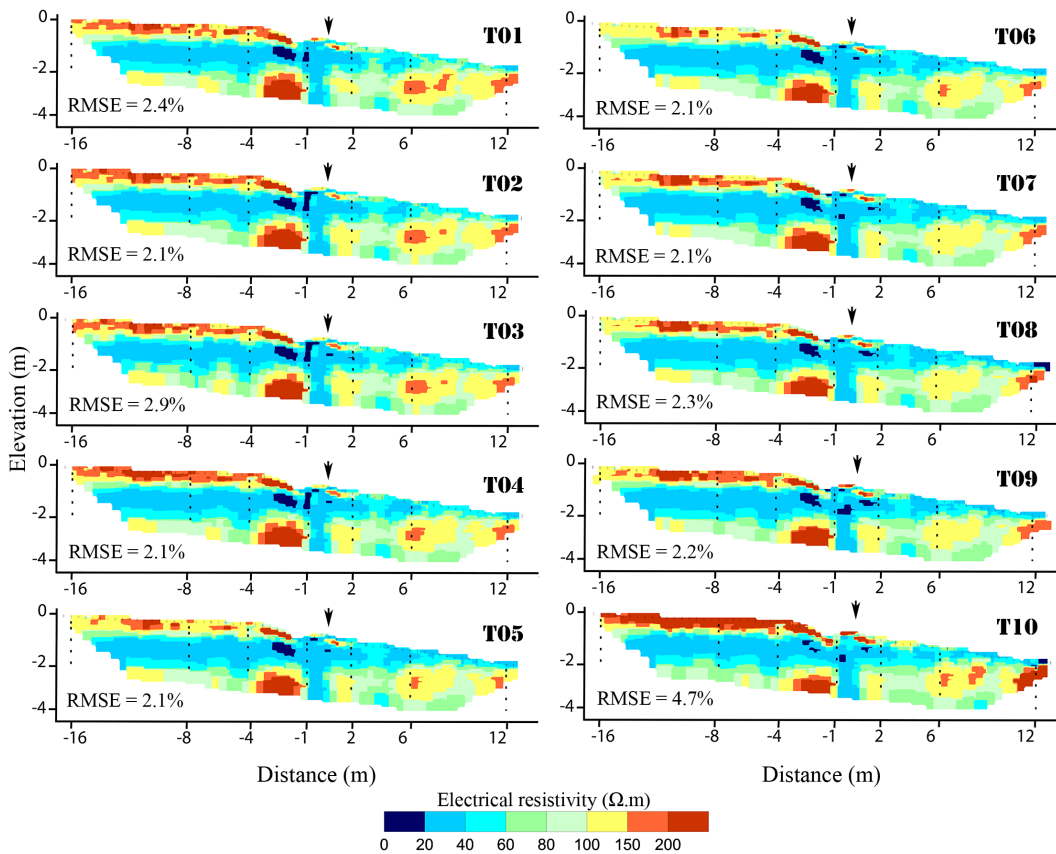 0
-2
-4
T01
RMSE = 2.4%
-16 -8 -4 -1 2 6 12
0
-2
-4
T02
RMSE = 2.1%
-16 -8 -4 -1 2 6 12
0
-2
-4
T03
RMSE = 2.9%
-16 -8 -4 -1 2 6 12
0
-2
-4
T04
RMSE = 2.1%
-16 -8 -4 -1 2 6 12
0
-2
-4
T05
RMSE = 2.1%
-16 -8 -4 -1 2 6 12
Elevation (m)
Distance (m)
0
-2
-4
T06
RMSE = 2.1%
-16 -8 -4 -1 2 6 12
0
-2
-4
T07
RMSE = 2.1%
-16 -8 -4 -1 2 6 12
0
-2
-4
T08
RMSE = 2.3%
-16 -8 -4 -1 2 6 12
0
-2
-4
T09
RMSE = 2.2%
-16 -8 -4 -1 2 6 12
0
-2
-4
T10
RMSE = 4.7%
-16 -8 -4 -1 2 6 12
Distance (m)
Electrical resistivity (Ω.m)
0 20 40 60 80 100 150 200